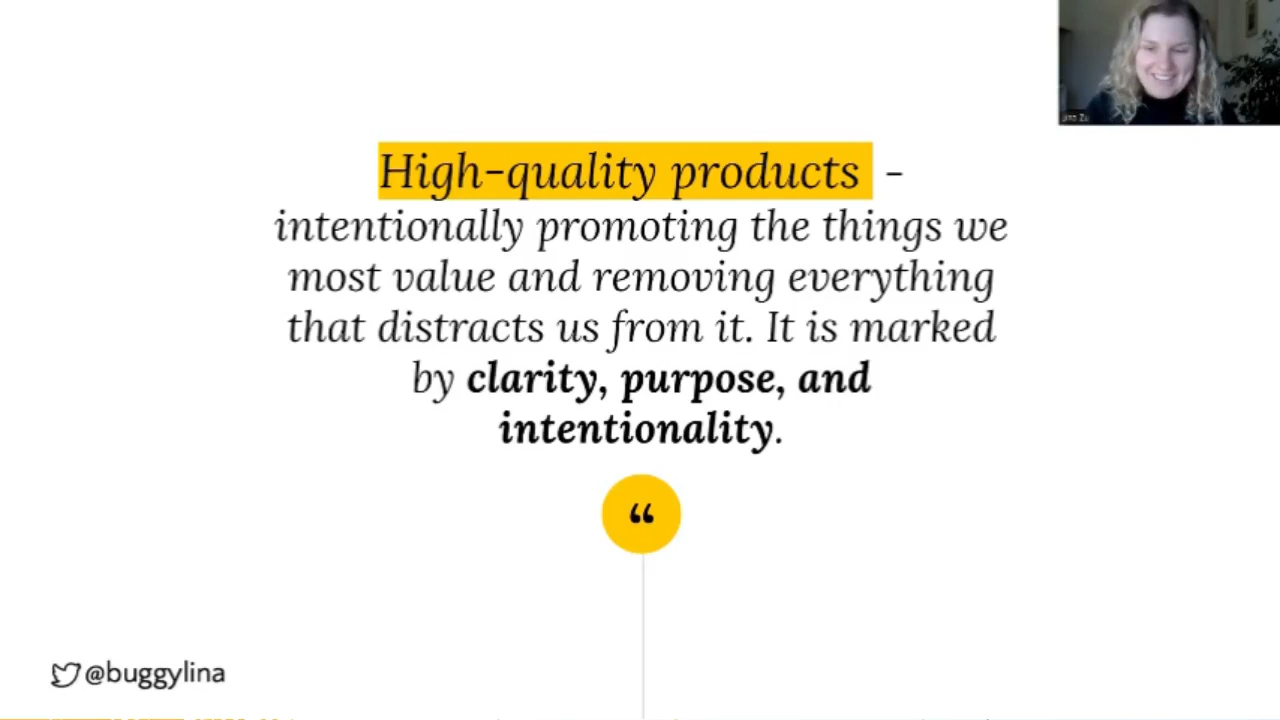 High-quality products -
intentionally promoting the things we
most value and removing everything
that distracts us from it. It is marked
by clarity, purpose, and
intentionality.
“
@buggylina